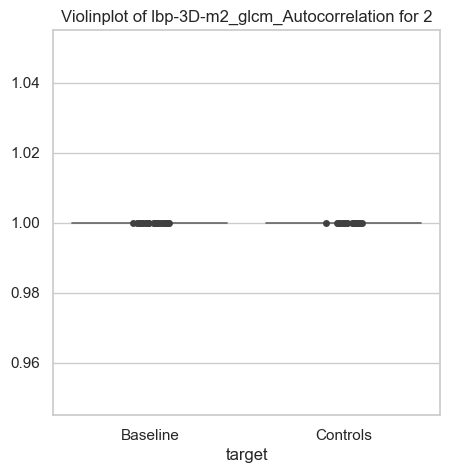 Violinplot of lbp-3D-m2_glcm_Autocorrelation for 2
1.04
1.02
1.00
0.98
0.96
Baseline Controls
target